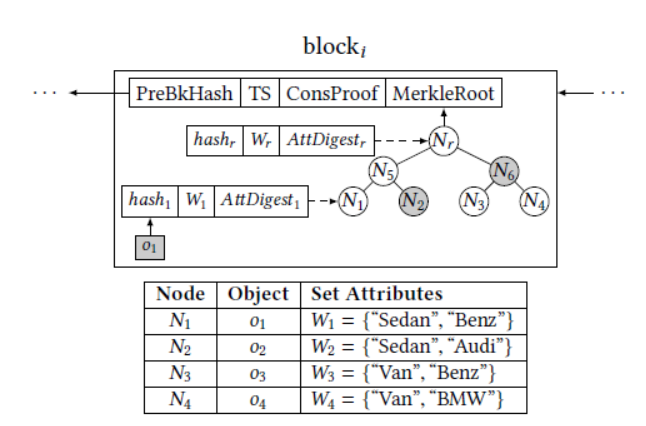 block_i
... PreBkHash TS ConsProof MerkleRoot ...
hash_r W_r AttDigest_r N_r
N_5 N_6
hash_1 W_1 AttDigest_1 N_1 N_2 N_3 N_4
o_1
Node Object Set Attributes
N_1 o_1 W_1 = {“Sedan”, “Benz”}
N_2 o_2 W_2 = {“Sedan”, “Audi”}
N_3 o_3 W_3 = {“Van”, “Benz”}
N_4 o_4 W_4 = {“Van”, “BMW”}